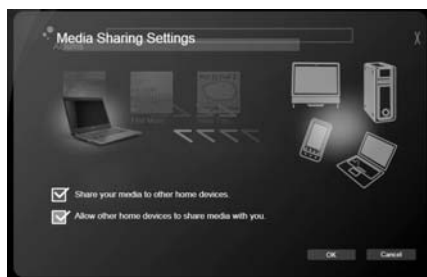 Media Sharing Settings
X
Share your media to other home devices.
Allow other home devices to share media with you.
OK
Cancel